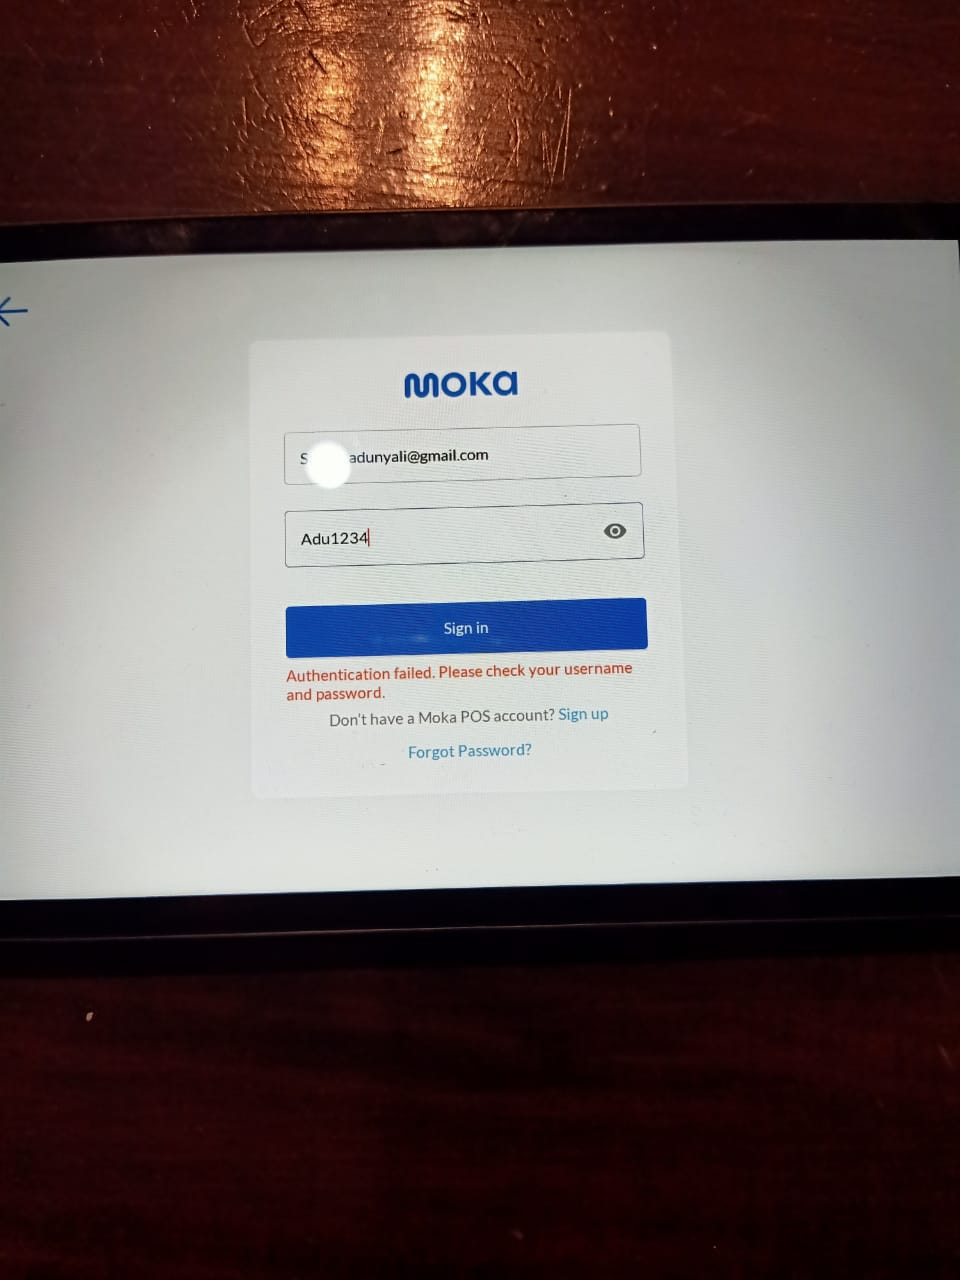 moka
adunyali@gmail.com
Adu1234
Sign in
Authentication failed. Please check your username
and password.
Don't have a Moka POS account? Sign up
Forgot Password?